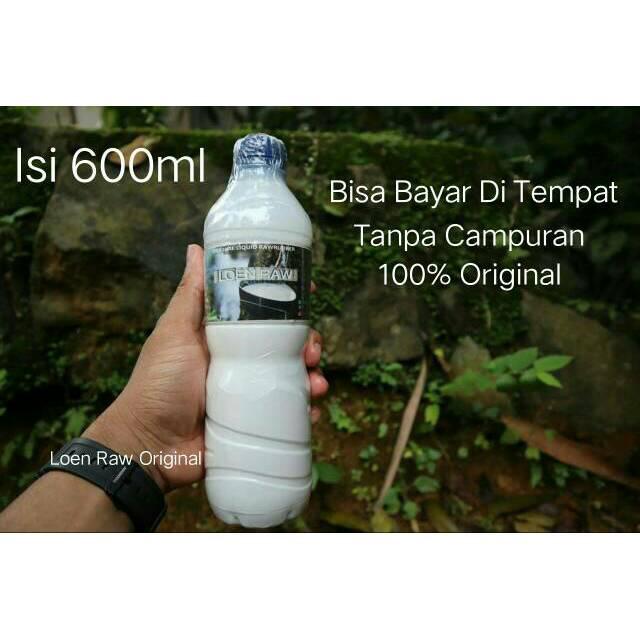 Isi 600ml
Bisa Bayar Di Tempat
Tanpa Campuran
100% Original
LOEN RAW
Loen Raw Original